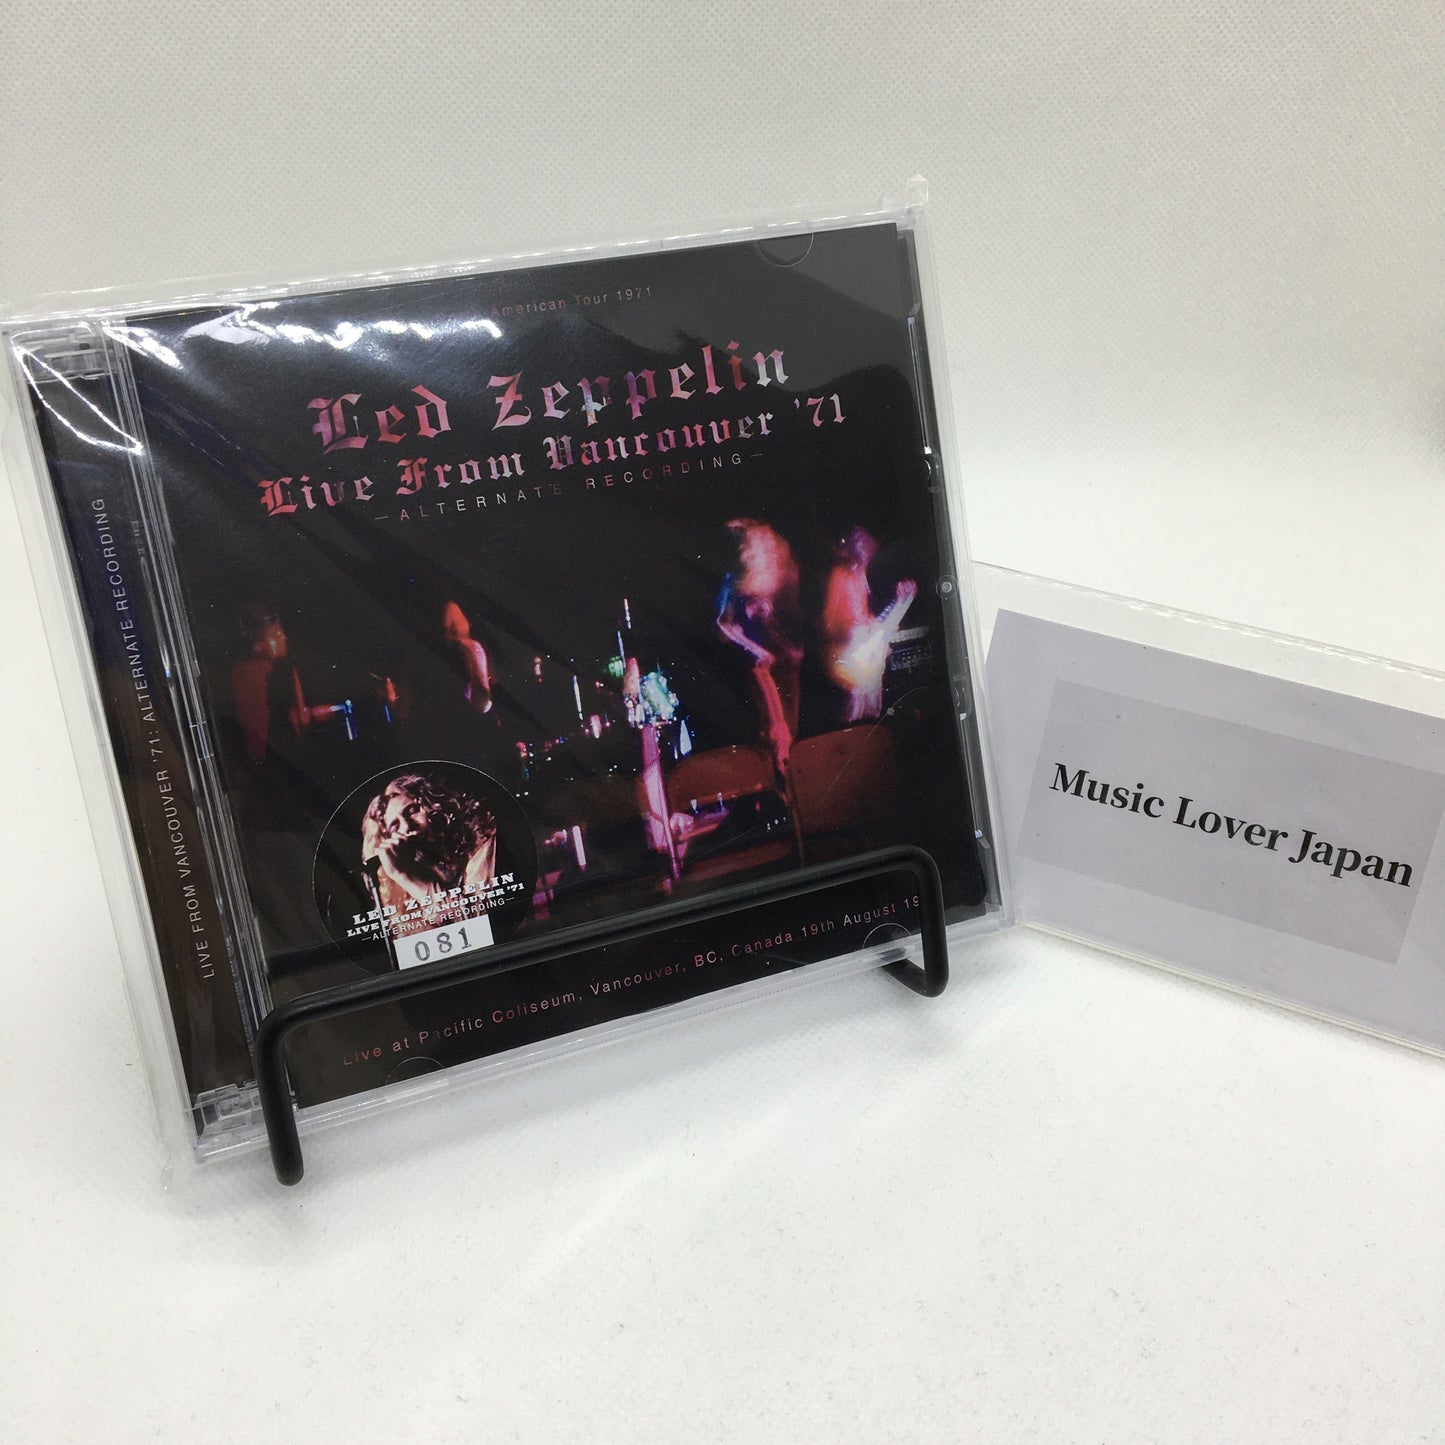 American Tour 1971
Led Zeppelin
Live From Vancouver '71
—ALTERNATE RECORDING—
LIVE FROM VANCOUVER '71: ALTERNATE RECORDING
LED ZEPPELIN
LIVE FROM VANCOUVER '71
—ALTERNATE RECORDING—
081
Live at Pacific Coliseum, Vancouver, BC, Canada 19th August 19
Music Lover Japan